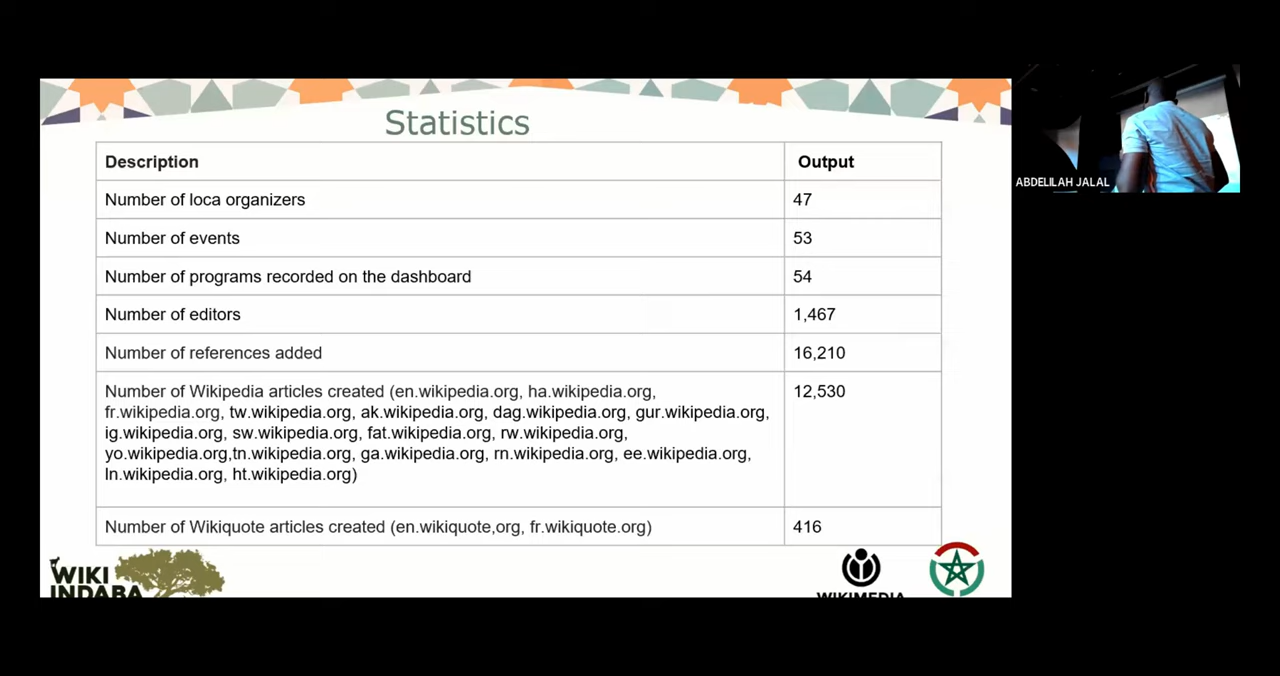 Statistics
Description Output
Number of loca organizers 47
Number of events 53
Number of programs recorded on the dashboard 54
Number of editors 1,467
Number of references added 16,210
Number of Wikipedia articles created (en.wikipedia.org, ha.wikipedia.org, 12,530
fr.wikipedia.org, tw.wikipedia.org, ak.wikipedia.org, dag.wikipedia.org, gur.wikipedia.org,
ig.wikipedia.org, sw.wikipedia.org, fat.wikipedia.org, rw.wikipedia.org,
yo.wikipedia.org,tn.wikipedia.org, ga.wikipedia.org, rn.wikipedia.org, ee.wikipedia.org,
ln.wikipedia.org, ht.wikipedia.org)
Number of Wikiquote articles created (en.wikiquote,org, fr.wikiquote.org) 416
WIKI
INDABA
WIKIMEDIA
ABDELILAH JALAL